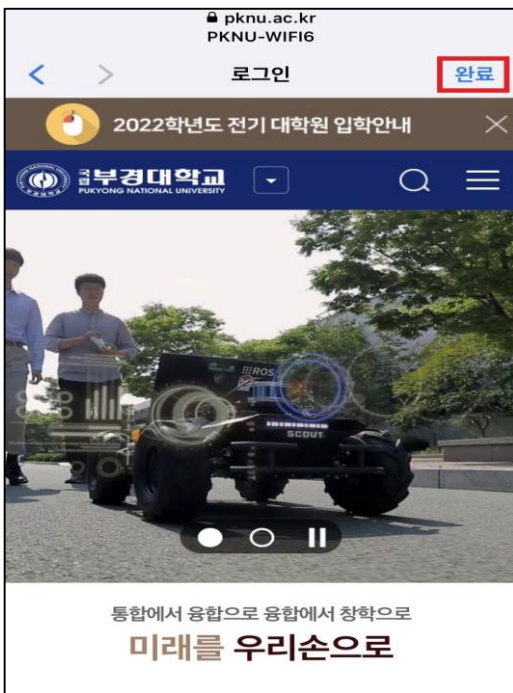 pknu.ac.kr
PKNU-WIFI6
로그인
완료
2022학년도 전기 대학원 입학안내
국립부경대학교
PUKYONG NATIONAL UNIVERSITY
ROS
SCOUT
통합에서 융합으로 융합에서 창학으로
미래를 우리손으로